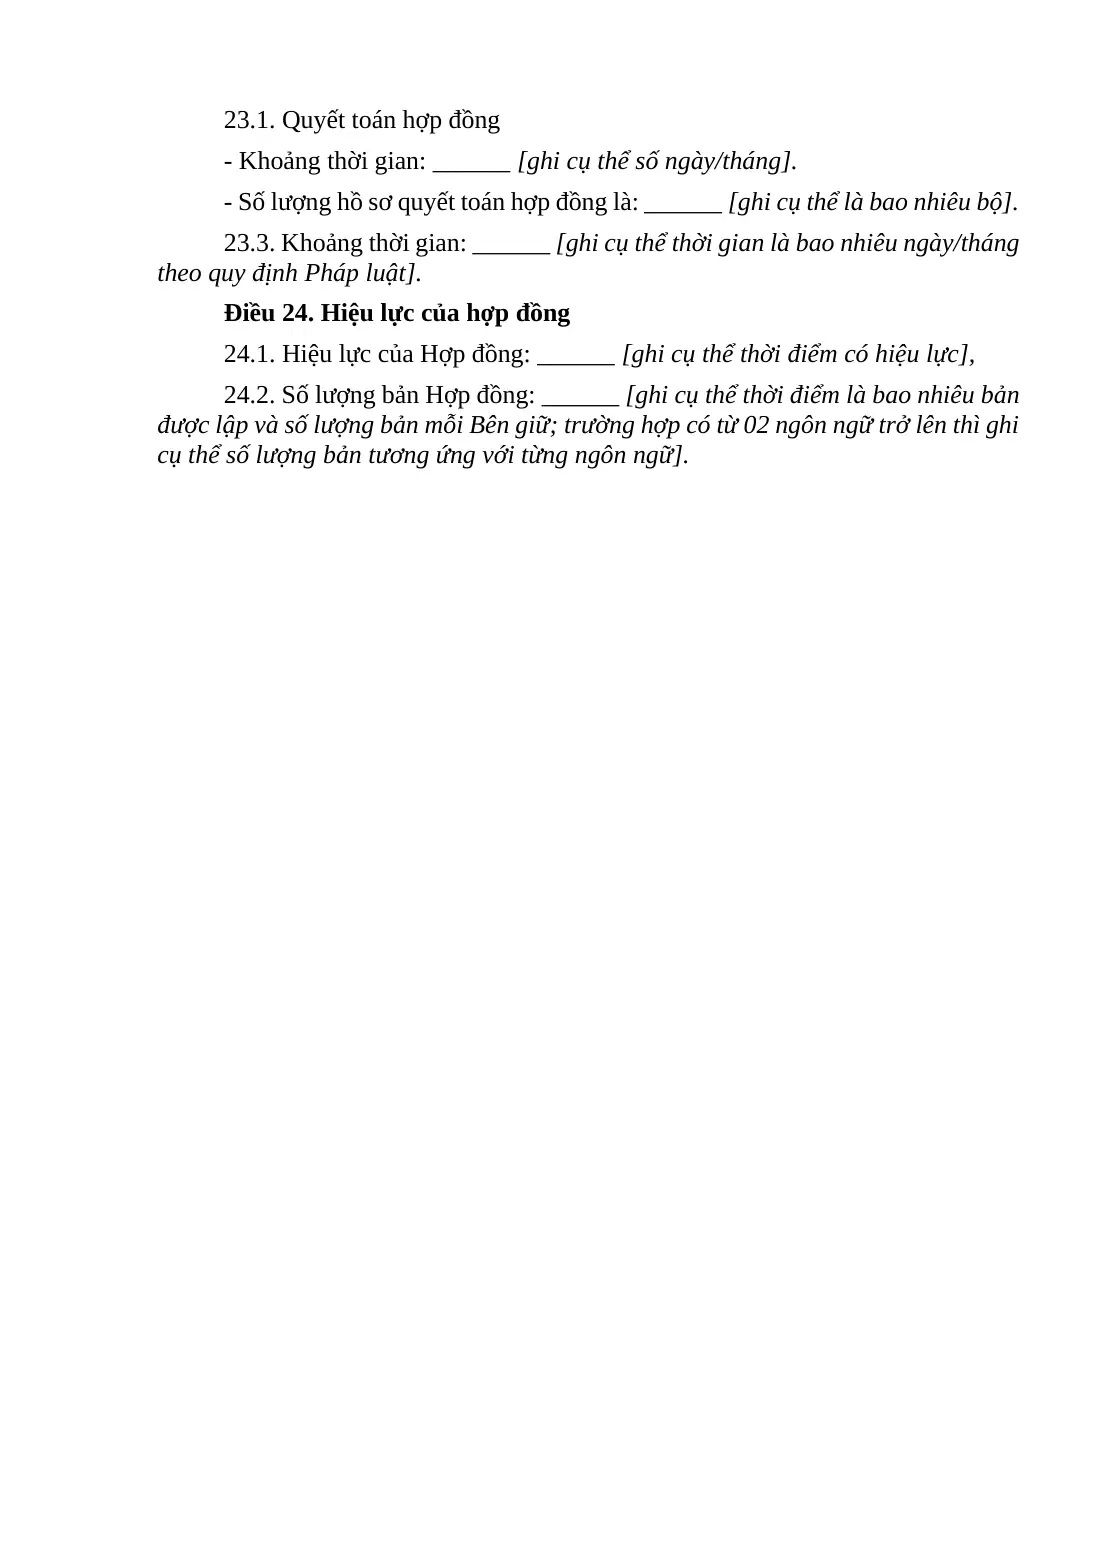 23.1. Quyết toán hợp đồng
- Khoảng thời gian: ______ [ghi cụ thể số ngày/tháng].
- Số lượng hồ sơ quyết toán hợp đồng là: ______ [ghi cụ thể là bao nhiêu bộ].
23.3. Khoảng thời gian: ______ [ghi cụ thể thời gian là bao nhiêu ngày/tháng
theo quy định Pháp luật].
Điều 24. Hiệu lực của hợp đồng
24.1. Hiệu lực của Hợp đồng: ______ [ghi cụ thể thời điểm có hiệu lực],
24.2. Số lượng bản Hợp đồng: ______ [ghi cụ thể thời điểm là bao nhiêu bản
được lập và số lượng bản mỗi Bên giữ; trường hợp có từ 02 ngôn ngữ trở lên thì ghi
cụ thể số lượng bản tương ứng với từng ngôn ngữ].